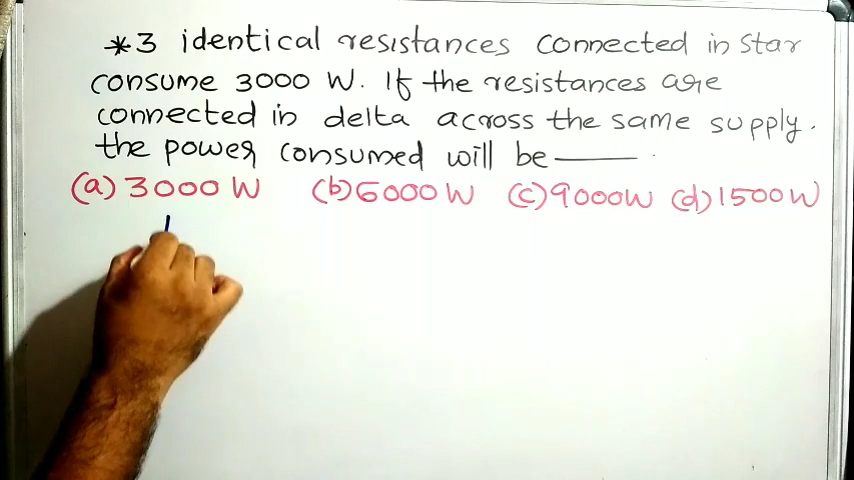 *3 identical resistances connected in star
consume 3000 W. If the resistances are
connected in delta across the same supply.
the power consumed will be ____ .
(a) 3000 W (b) 6000 W (c) 9000W (d) 1500 W